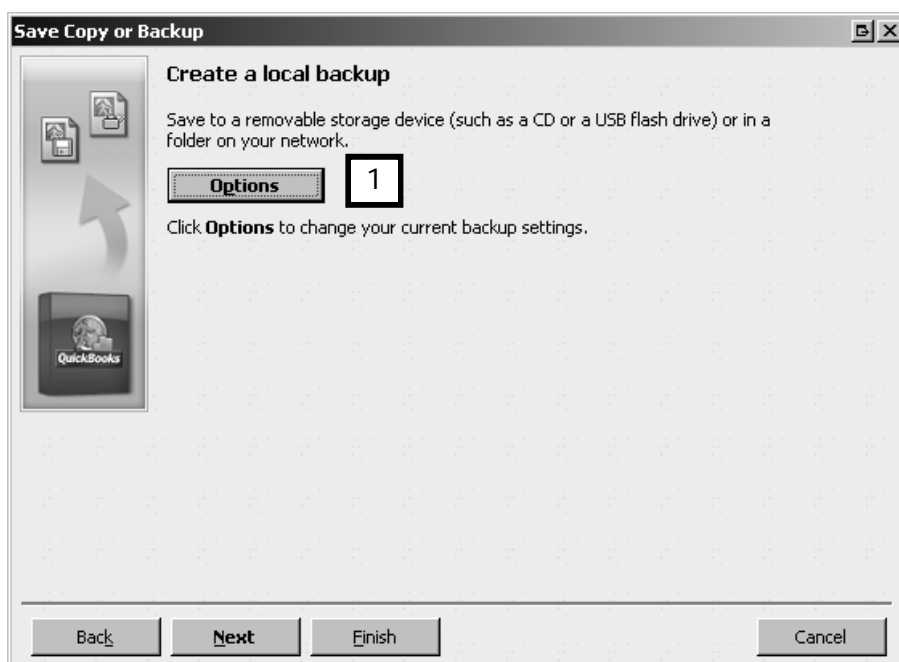 Save Copy or Backup
Create a local backup
Save to a removable storage device (such as a CD or a USB flash drive) or in a
folder on your network.
Options
1
Click Options to change your current backup settings.
QuickBooks
Back
Next
Finish
Cancel